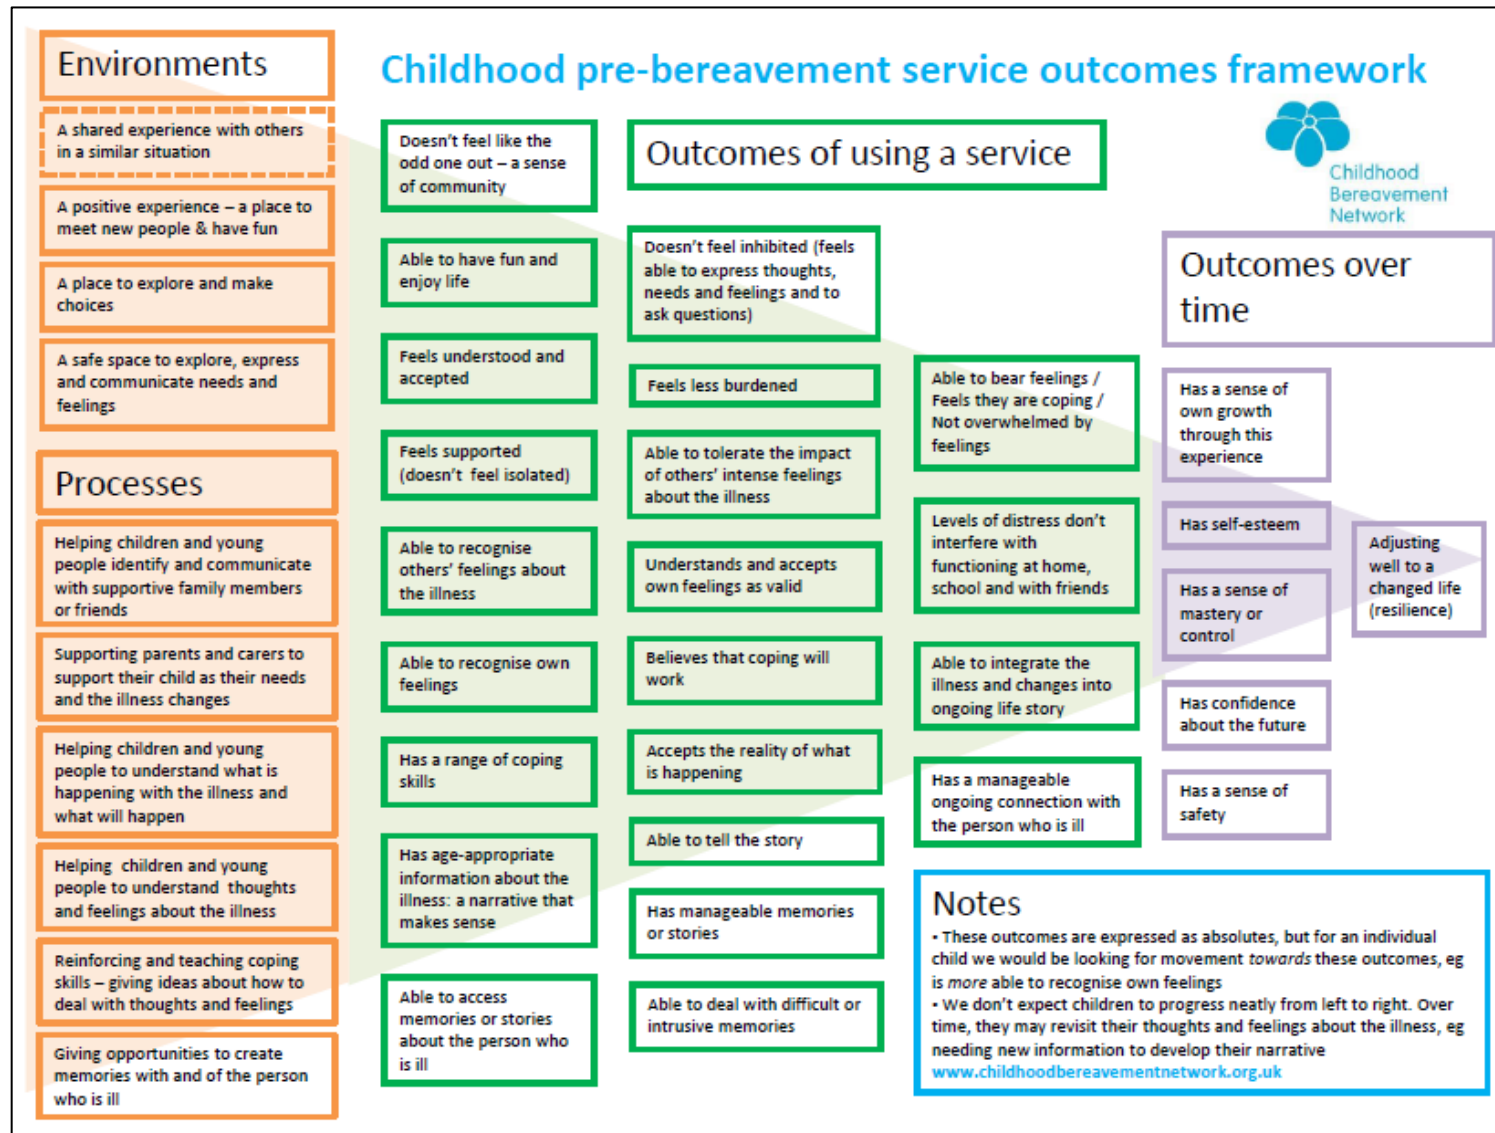 Environments
A shared experience with others
in a similar situation
A positive experience – a place to
meet new people & have fun
A place to explore and make
choices
A safe space to explore, express
and communicate needs and
feelings
Processes
Helping children and young
people identify and communicate
with supportive family members
or friends
Supporting parents and carers to
support their child as their needs
and the illness changes
Helping children and young
people to understand what is
happening with the illness and
what will happen
Helping children and young
people to understand thoughts
and feelings about the illness
Reinforcing and teaching coping
skills – giving ideas about how to
deal with thoughts and feelings
Giving opportunities to create
memories with and of the person
who is ill
Childhood pre-bereavement service outcomes framework
Childhood
Bereavement
Network
Outcomes of using a service
Doesn't feel like the
odd one out – a sense
of community
Able to have fun and
enjoy life
Feels understood and
accepted
Feels supported
(doesn't feel isolated)
Able to recognise
others' feelings about
the illness
Able to recognise own
feelings
Has a range of coping
skills
Has age-appropriate
information about the
illness: a narrative that
makes sense
Able to access
memories or stories
about the person who
is ill
Doesn't feel inhibited (feels
able to express thoughts,
needs and feelings and to
ask questions)
Feels less burdened
Able to tolerate the impact
of others' intense feelings
about the illness
Understands and accepts
own feelings as valid
Believes that coping will
work
Accepts the reality of what
is happening
Able to tell the story
Has manageable memories
or stories
Able to deal with difficult or
intrusive memories
Able to bear feelings /
Feels they are coping /
Not overwhelmed by
feelings
Levels of distress don't
interfere with
functioning at home,
school and with friends
Able to integrate the
illness and changes into
ongoing life story
Has a manageable
ongoing connection with
the person who is ill
Outcomes over
time
Has a sense of
own growth
through this
experience
Has self-esteem
Has a sense of
mastery or
control
Has confidence
about the future
Has a sense of
safety
Adjusting
well to a
changed life
(resilience)
Notes
• These outcomes are expressed as absolutes, but for an individual
child we would be looking for movement towards these outcomes, eg
is more able to recognise own feelings
• We don't expect children to progress neatly from left to right. Over
time, they may revisit their thoughts and feelings about the illness, eg
needing new information to develop their narrative
www.childhoodbereavementnetwork.org.uk